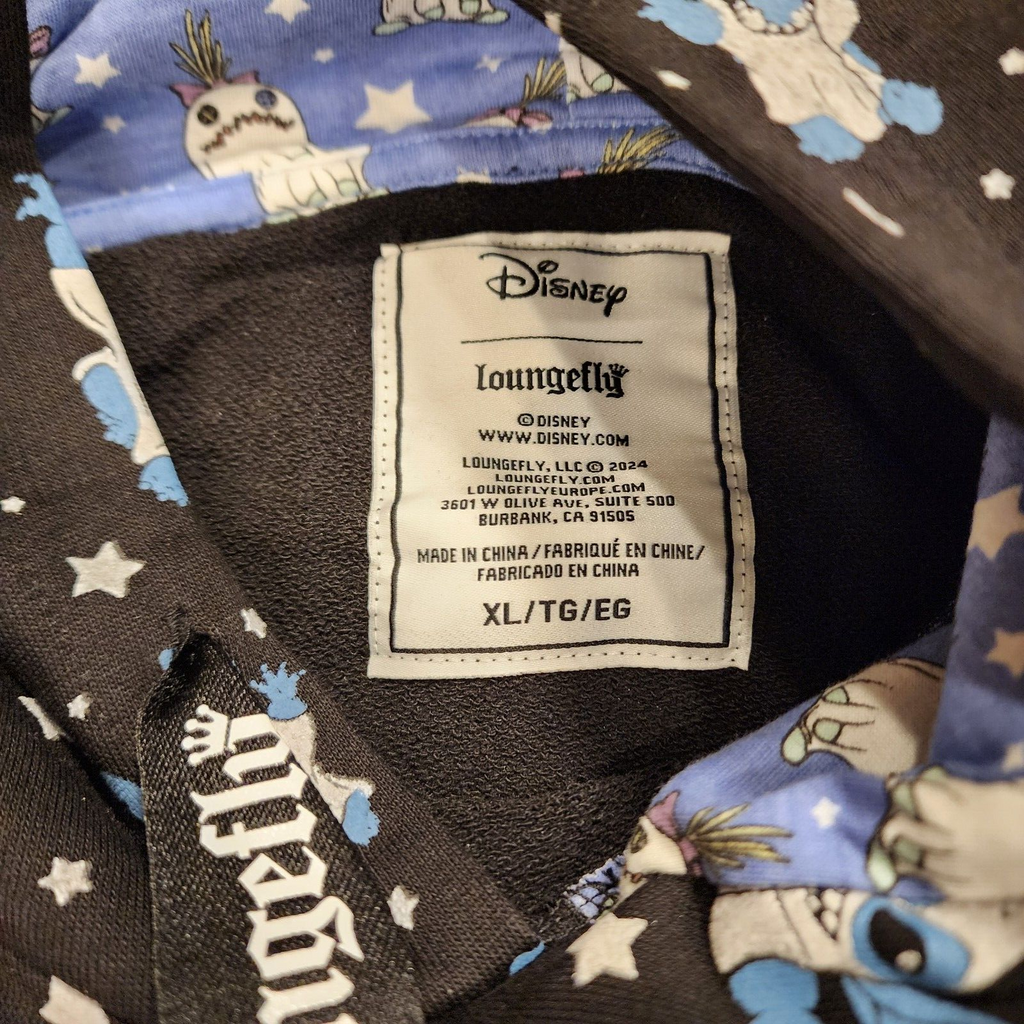 Disney
loungefly
© DISNEY
WWW.DISNEY.COM
LOUNGEFLY, LLC © 2024
LOUNGEFLY.COM
LOUNGEFLYEUROPE.COM
3601 W OLIVE AVE, SUITE 500
BURBANK, CA 91505
MADE IN CHINA/FABRIQUÉ EN CHINE/
FABRICADO EN CHINA
XL/TG/EG
ungefly